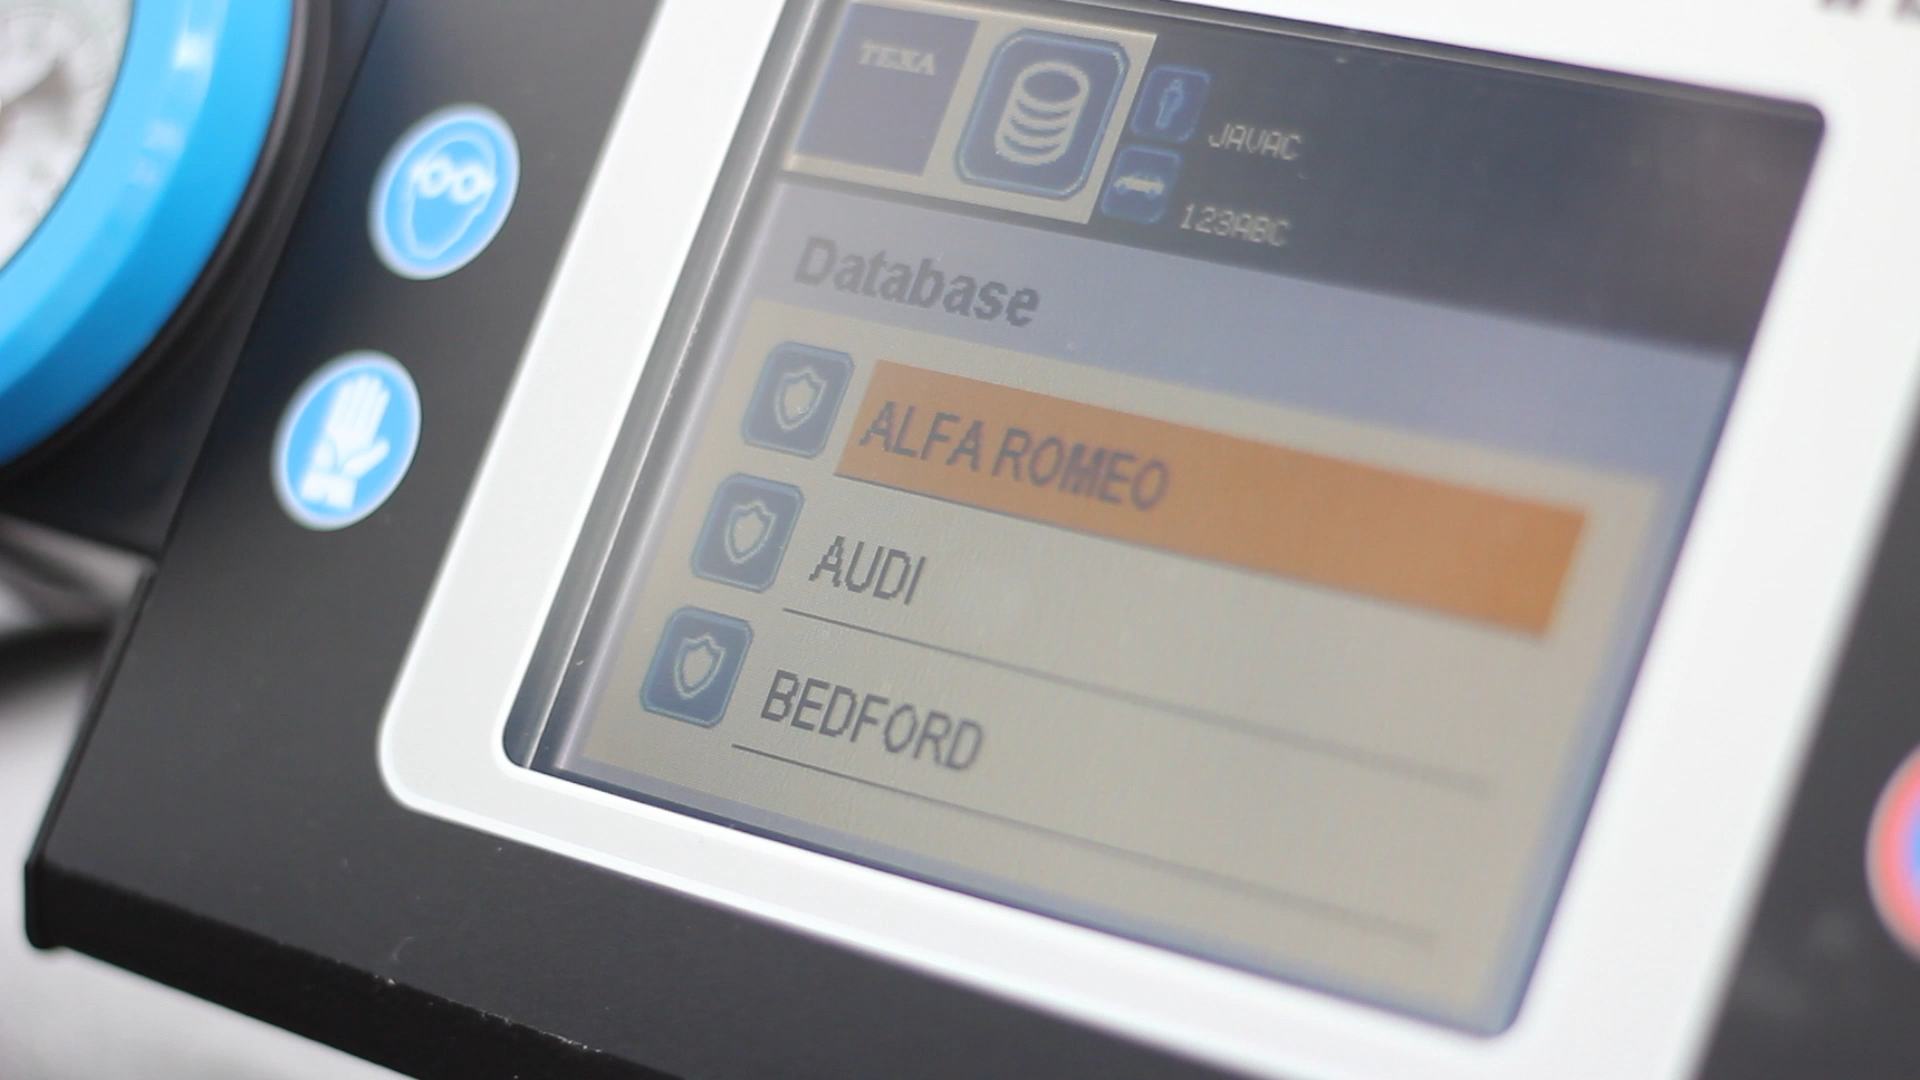 TEXA
JAVAC
123ABC
Database
ALFA ROMEO
AUDI
BEDFORD